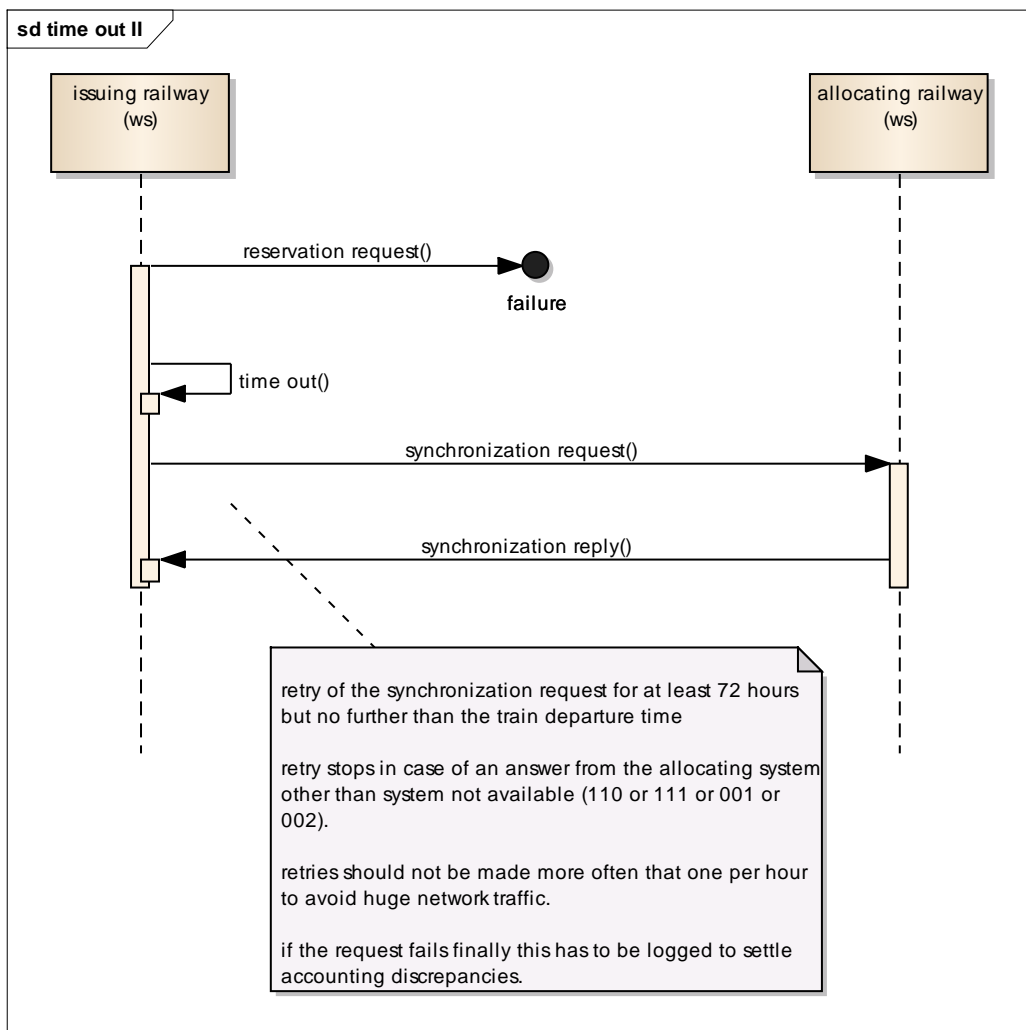 sd time out II
issuing railway
(ws)
allocating railway
(ws)
reservation request()
failure
time out()
synchronization request()
synchronization reply()
retry of the synchronization request for at least 72 hours
but no further than the train departure time
retry stops in case of an answer from the allocating system
other than system not available (110 or 111 or 001 or
002).
retries should not be made more often that one per hour
to avoid huge network traffic.
if the request fails finally this has to be logged to settle
accounting discrepancies.